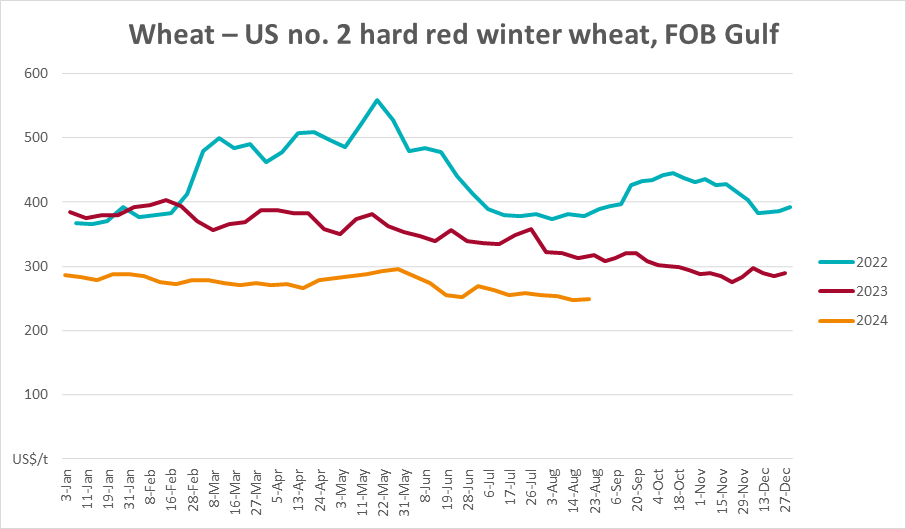 Wheat – US no. 2 hard red winter wheat, FOB Gulf
600
500
400
300
200
100
US$/t
2022
2023
2024
3-Jan
11-Jan
19-Jan
31-Jan
8-Feb
16-Feb
28-Feb
8-Mar
16-Mar
28-Mar
5-Apr
13-Apr
25-Apr
3-May
11-May
22-May
31-May
8-Jun
19-Jun
28-Jun
6-Jul
17-Jul
26-Jul
3-Aug
14-Aug
23-Aug
6-Sep
20-Sep
4-Oct
18-Oct
1-Nov
15-Nov
29-Nov
13-Dec
27-Dec